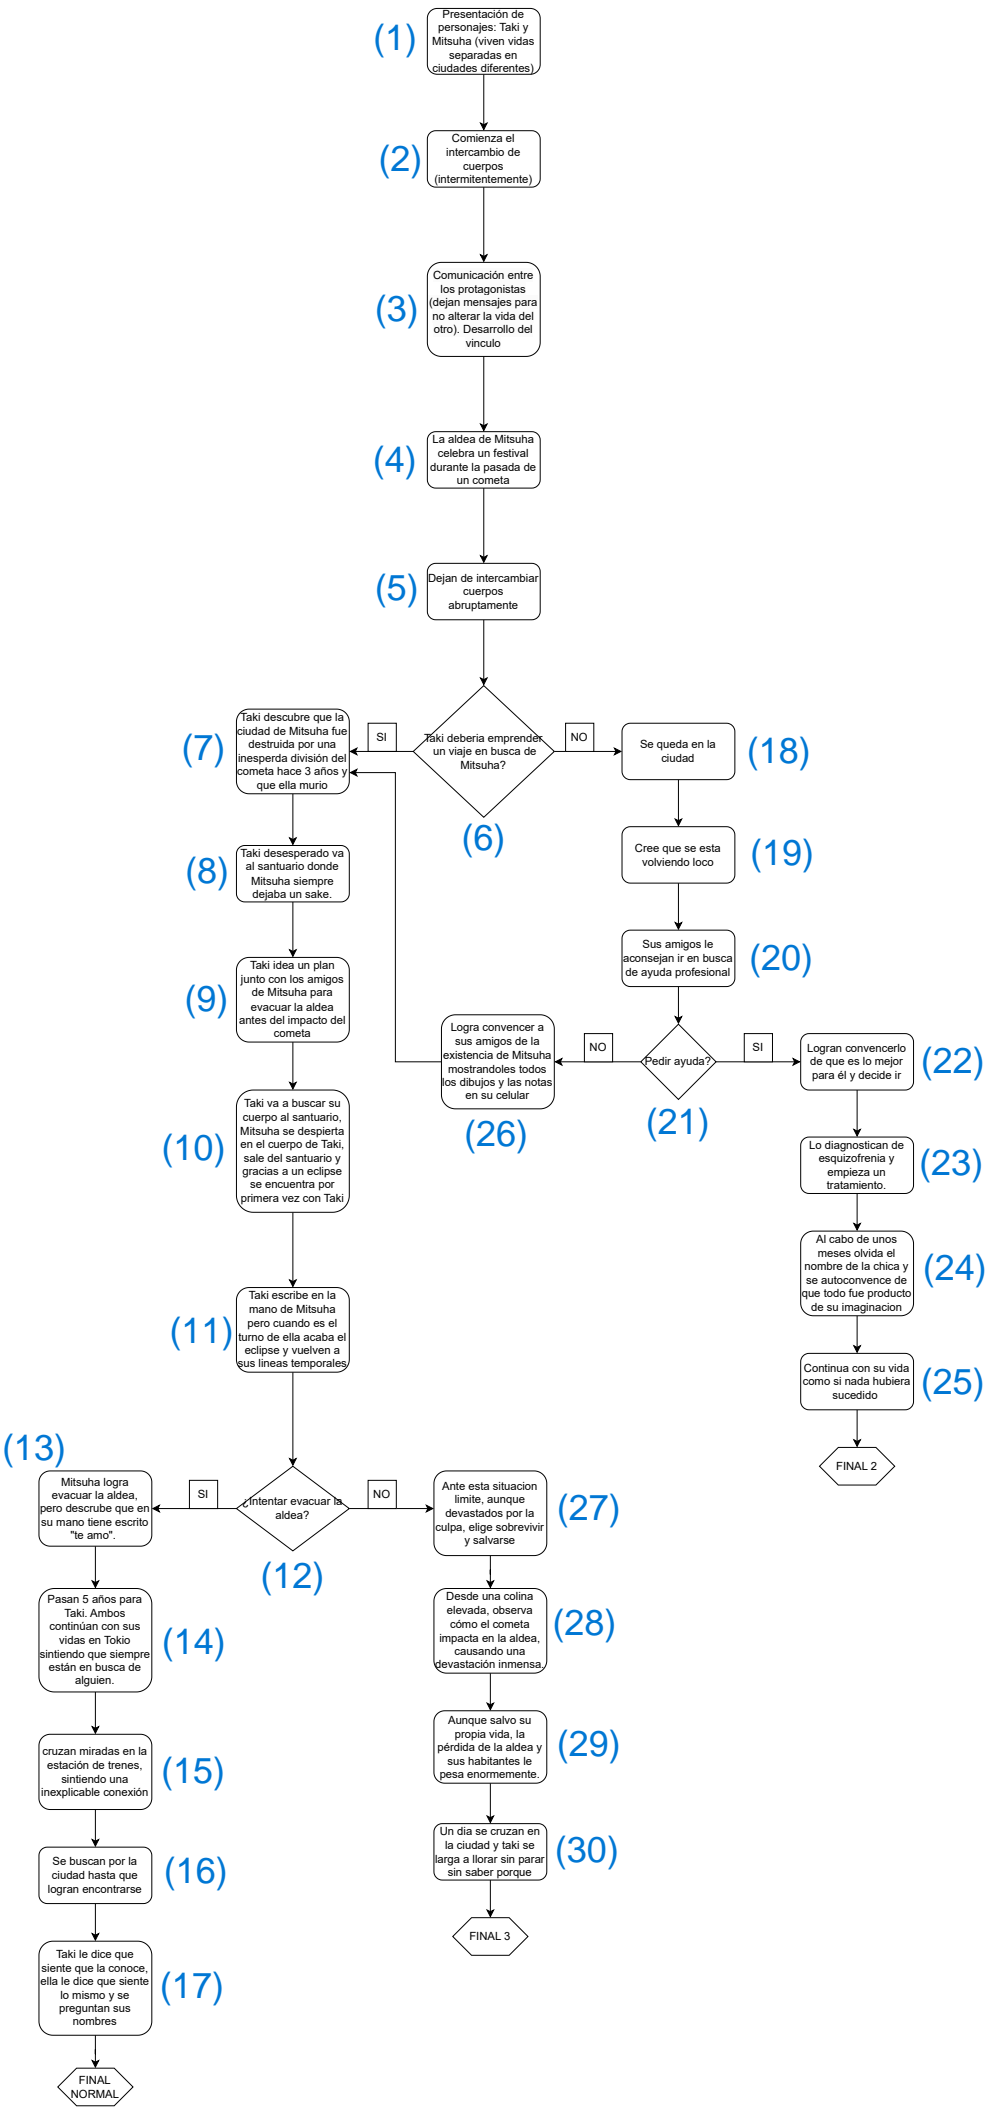 Presentación de
personajes: Taki y
Mitsuha (viven vidas
separadas en
ciudades diferentes)
(1)
Comienza el
intercambio de
cuerpos
(intermitentemente)
(2)
Comunicación entre
los protagonistas
(dejan mensajes para
no alterar la vida del
otro). Desarrollo del
vinculo
(3)
La aldea de Mitsuha
celebra un festival
durante la pasada de
un cometa
(4)
Dejan de intercambiar
cuerpos
abruptamente
(5)
Taki deberia emprender
un viaje en busca de
Mitsuha?
(6)
SI
NO
Taki descubre que la
ciudad de Mitsuha fue
destruida por una
inesperda división del
cometa hace 3 años y
que ella murio
(7)
Taki desesperado va
al santuario donde
Mitsuha siempre
dejaba un sake.
(8)
Taki idea un plan
junto con los amigos
de Mitsuha para
evacuar la aldea
antes del impacto del
cometa
(9)
Taki va a buscar su
cuerpo al santuario,
Mitsuha se despierta
en el cuerpo de Taki,
sale del santuario y
gracias a un eclipse
se encuentra por
primera vez con Taki
(10)
Taki escribe en la
mano de Mitsuha
pero cuando es el
turno de ella acaba el
eclipse y vuelven a
sus lineas temporales
(11)
¿Intentar evacuar la
aldea?
(12)
SI
NO
(13)
Mitsuha logra
evacuar la aldea,
pero descrube que en
su mano tiene escrito
"te amo".
Pasan 5 años para
Taki. Ambos
continúan con sus
vidas en Tokio
sintiendo que siempre
están en busca de
alguien.
(14)
cruzan miradas en la
estación de trenes,
sintiendo una
inexplicable conexión
(15)
Se buscan por la
ciudad hasta que
logran encontrarse
(16)
Taki le dice que
siente que la conoce,
ella le dice que siente
lo mismo y se
preguntan sus
nombres
(17)
FINAL
NORMAL
Se queda en la
ciudad
(18)
Cree que se esta
volviendo loco
(19)
Sus amigos le
aconsejan ir en busca
de ayuda profesional
(20)
Pedir ayuda?
(21)
NO
SI
Logran convencerlo
de que es lo mejor
para él y decide ir
(22)
Lo diagnostican de
esquizofrenia y
empieza un
tratamiento.
(23)
Al cabo de unos
meses olvida el
nombre de la chica y
se autoconvence de
que todo fue producto
de su imaginacion
(24)
Continua con su vida
como si nada hubiera
sucedido
(25)
FINAL 2
Logra convencer a
sus amigos de la
existencia de Mitsuha
mostrandoles todos
los dibujos y las notas
en su celular
(26)
Ante esta situacion
limite, aunque
devastados por la
culpa, elige sobrevivir
y salvarse
(27)
Desde una colina
elevada, observa
cómo el cometa
impacta en la aldea,
causando una
devastación inmensa.
(28)
Aunque salvo su
propia vida, la
pérdida de la aldea y
sus habitantes le
pesa enormemente.
(29)
Un dia se cruzan en
la ciudad y taki se
larga a llorar sin parar
sin saber porque
(30)
FINAL 3